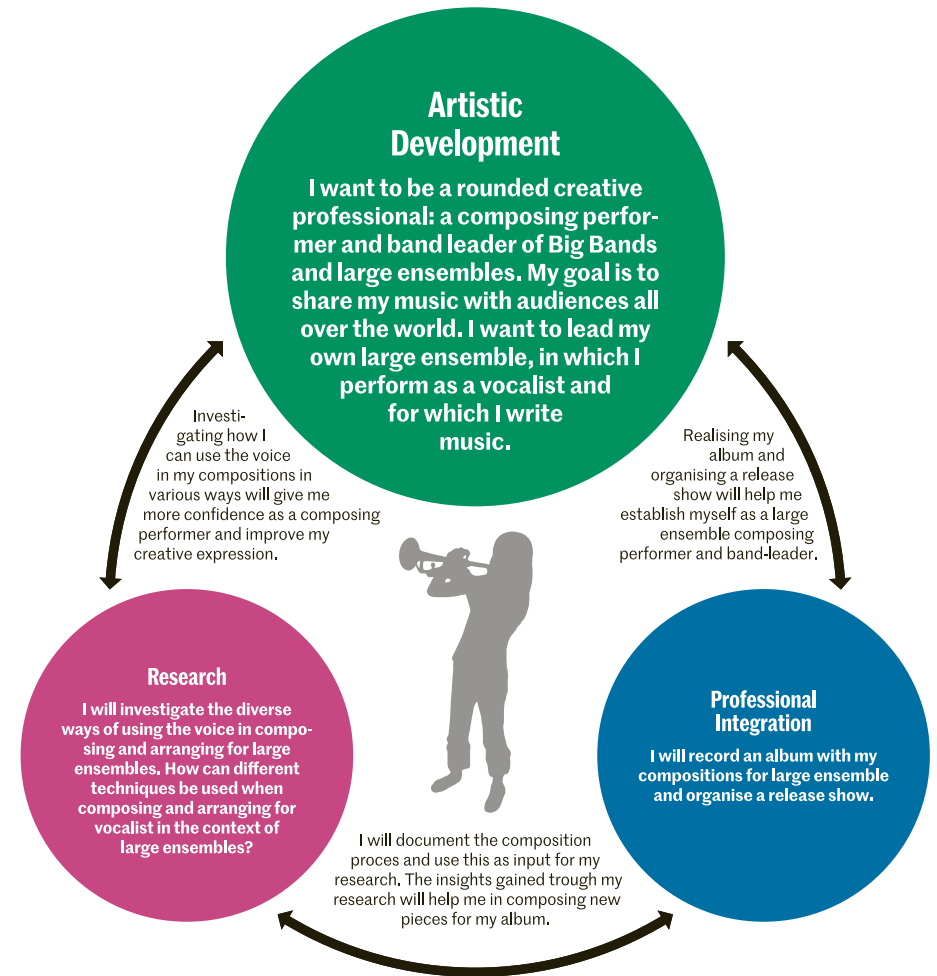 Artistic
Development
I want to be a rounded creative
professional: a composing perfor-
mer and band leader of Big Bands
and large ensembles. My goal is to
share my music with audiences all
over the world. I want to lead my
own large ensemble, in which I
perform as a vocalist and
for which I write
music.
Investi-
gating how I
can use the voice
in my compositions in
various ways will give me
more confidence as a composing
performer and improve my
creative expression.
Realising my
album and
organising a release
show will help me
establish myself as a large
ensemble composing
performer and band-leader.
Research
I will investigate the diverse
ways of using the voice in compo-
sing and arranging for large
ensembles. How can different
techniques be used when
composing and arranging for
vocalist in the context of
large ensembles?
Professional
Integration
I will record an album with my
compositions for large ensemble
and organise a release show.
I will document the composition
proces and use this as input for my
research. The insights gained trough my
research will help me in composing new
pieces for my album.